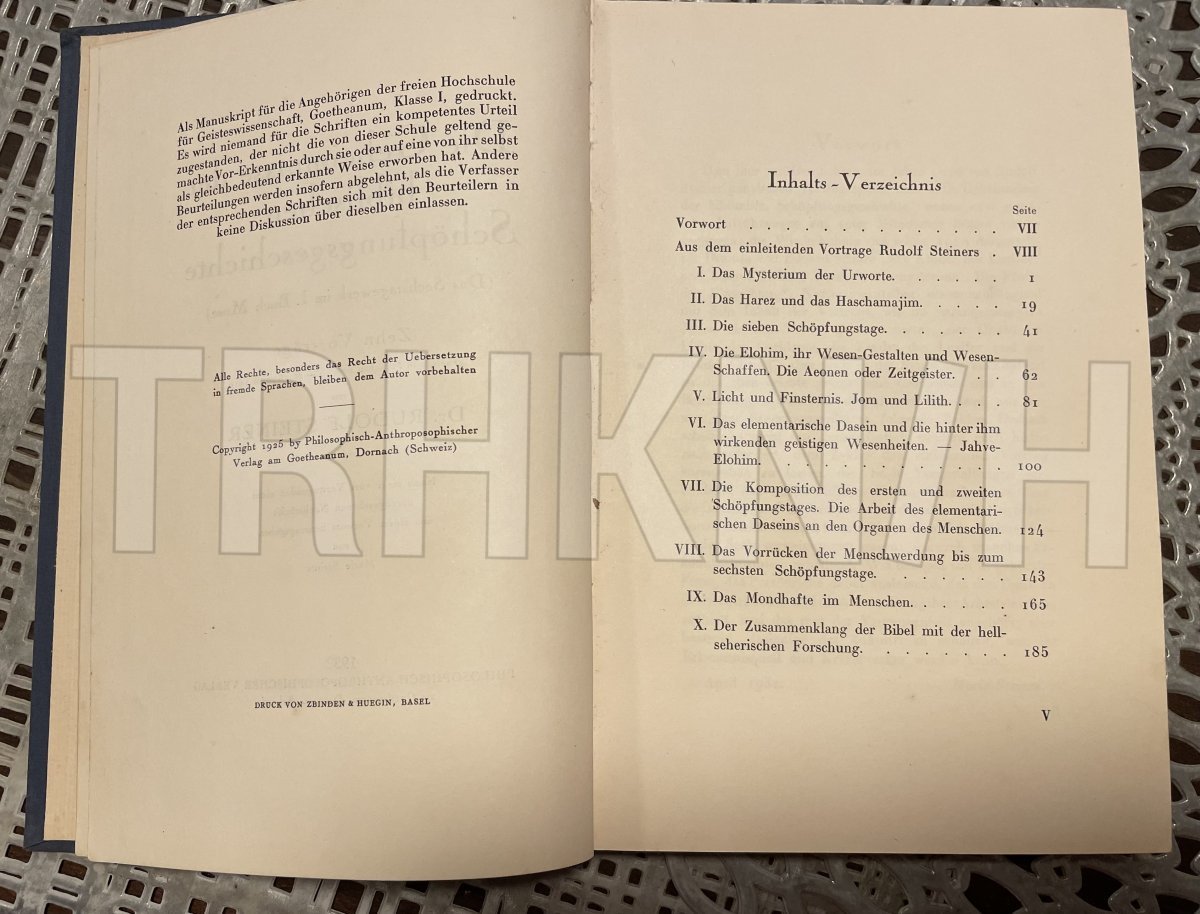 Als Manuskript für die Angehörigen der freien Hochschule
für Geisteswissenschaft, Goetheanum, Klasse I, gedruckt.
Es wird niemand für die Schriften ein kompetentes Urteil
zugestanden, der nicht die von dieser Schule geltend ge-
machte Vor-Erkenntnis durch sie oder auf eine von ihr selbst
als gleichbedeutend erkannte Weise erworben hat. Andere
Beurteilungen werden insofern abgelehnt, als die Verfasser
der entsprechenden Schriften sich mit den Beurteilern in
keine Diskussion über dieselben einlassen.
Alle Rechte, besonders das Recht der Uebersetzung
in fremde Sprachen, bleiben dem Autor vorbehalten
Copyright 1925 by Philosophisch-Anthroposophischer
Verlag am Goetheanum, Dornach (Schweiz)
DRUCK VON ZBINDEN & HUEGIN, BASEL
Inhalts-Verzeichnis
Seite
Vorwort . . . . . . . . . . . . . . VII
Aus dem einleitenden Vortrage Rudolf Steiners . VIII
I. Das Mysterium der Urworte. . . . . . 1
II. Das Harez und das Haschamajim. . . . . 19
III. Die sieben Schöpfungstage. . . . . . . 41
IV. Die Elohim, ihr Wesen-Gestalten und Wesen-
Schaffen. Die Aeonen oder Zeitgeister. . . 62
V. Licht und Finsternis. Jom und Lilith. . . . 81
VI. Das elementarische Dasein und die hinter ihm
wirkenden geistigen Wesenheiten. — Jahve-
Elohim. . . . . . . . . . . . . 100
VII. Die Komposition des ersten und zweiten
Schöpfungstages. Die Arbeit des elementari-
schen Daseins an den Organen des Menschen. 124
VIII. Das Vorrücken der Menschwerdung bis zum
sechsten Schöpfungstage. . . . . . . 143
IX. Das Mondhafte im Menschen. . . . . . 165
X. Der Zusammenklang der Bibel mit der hell-
seherischen Forschung. . . . . . . . 185
V
TRHKNVH